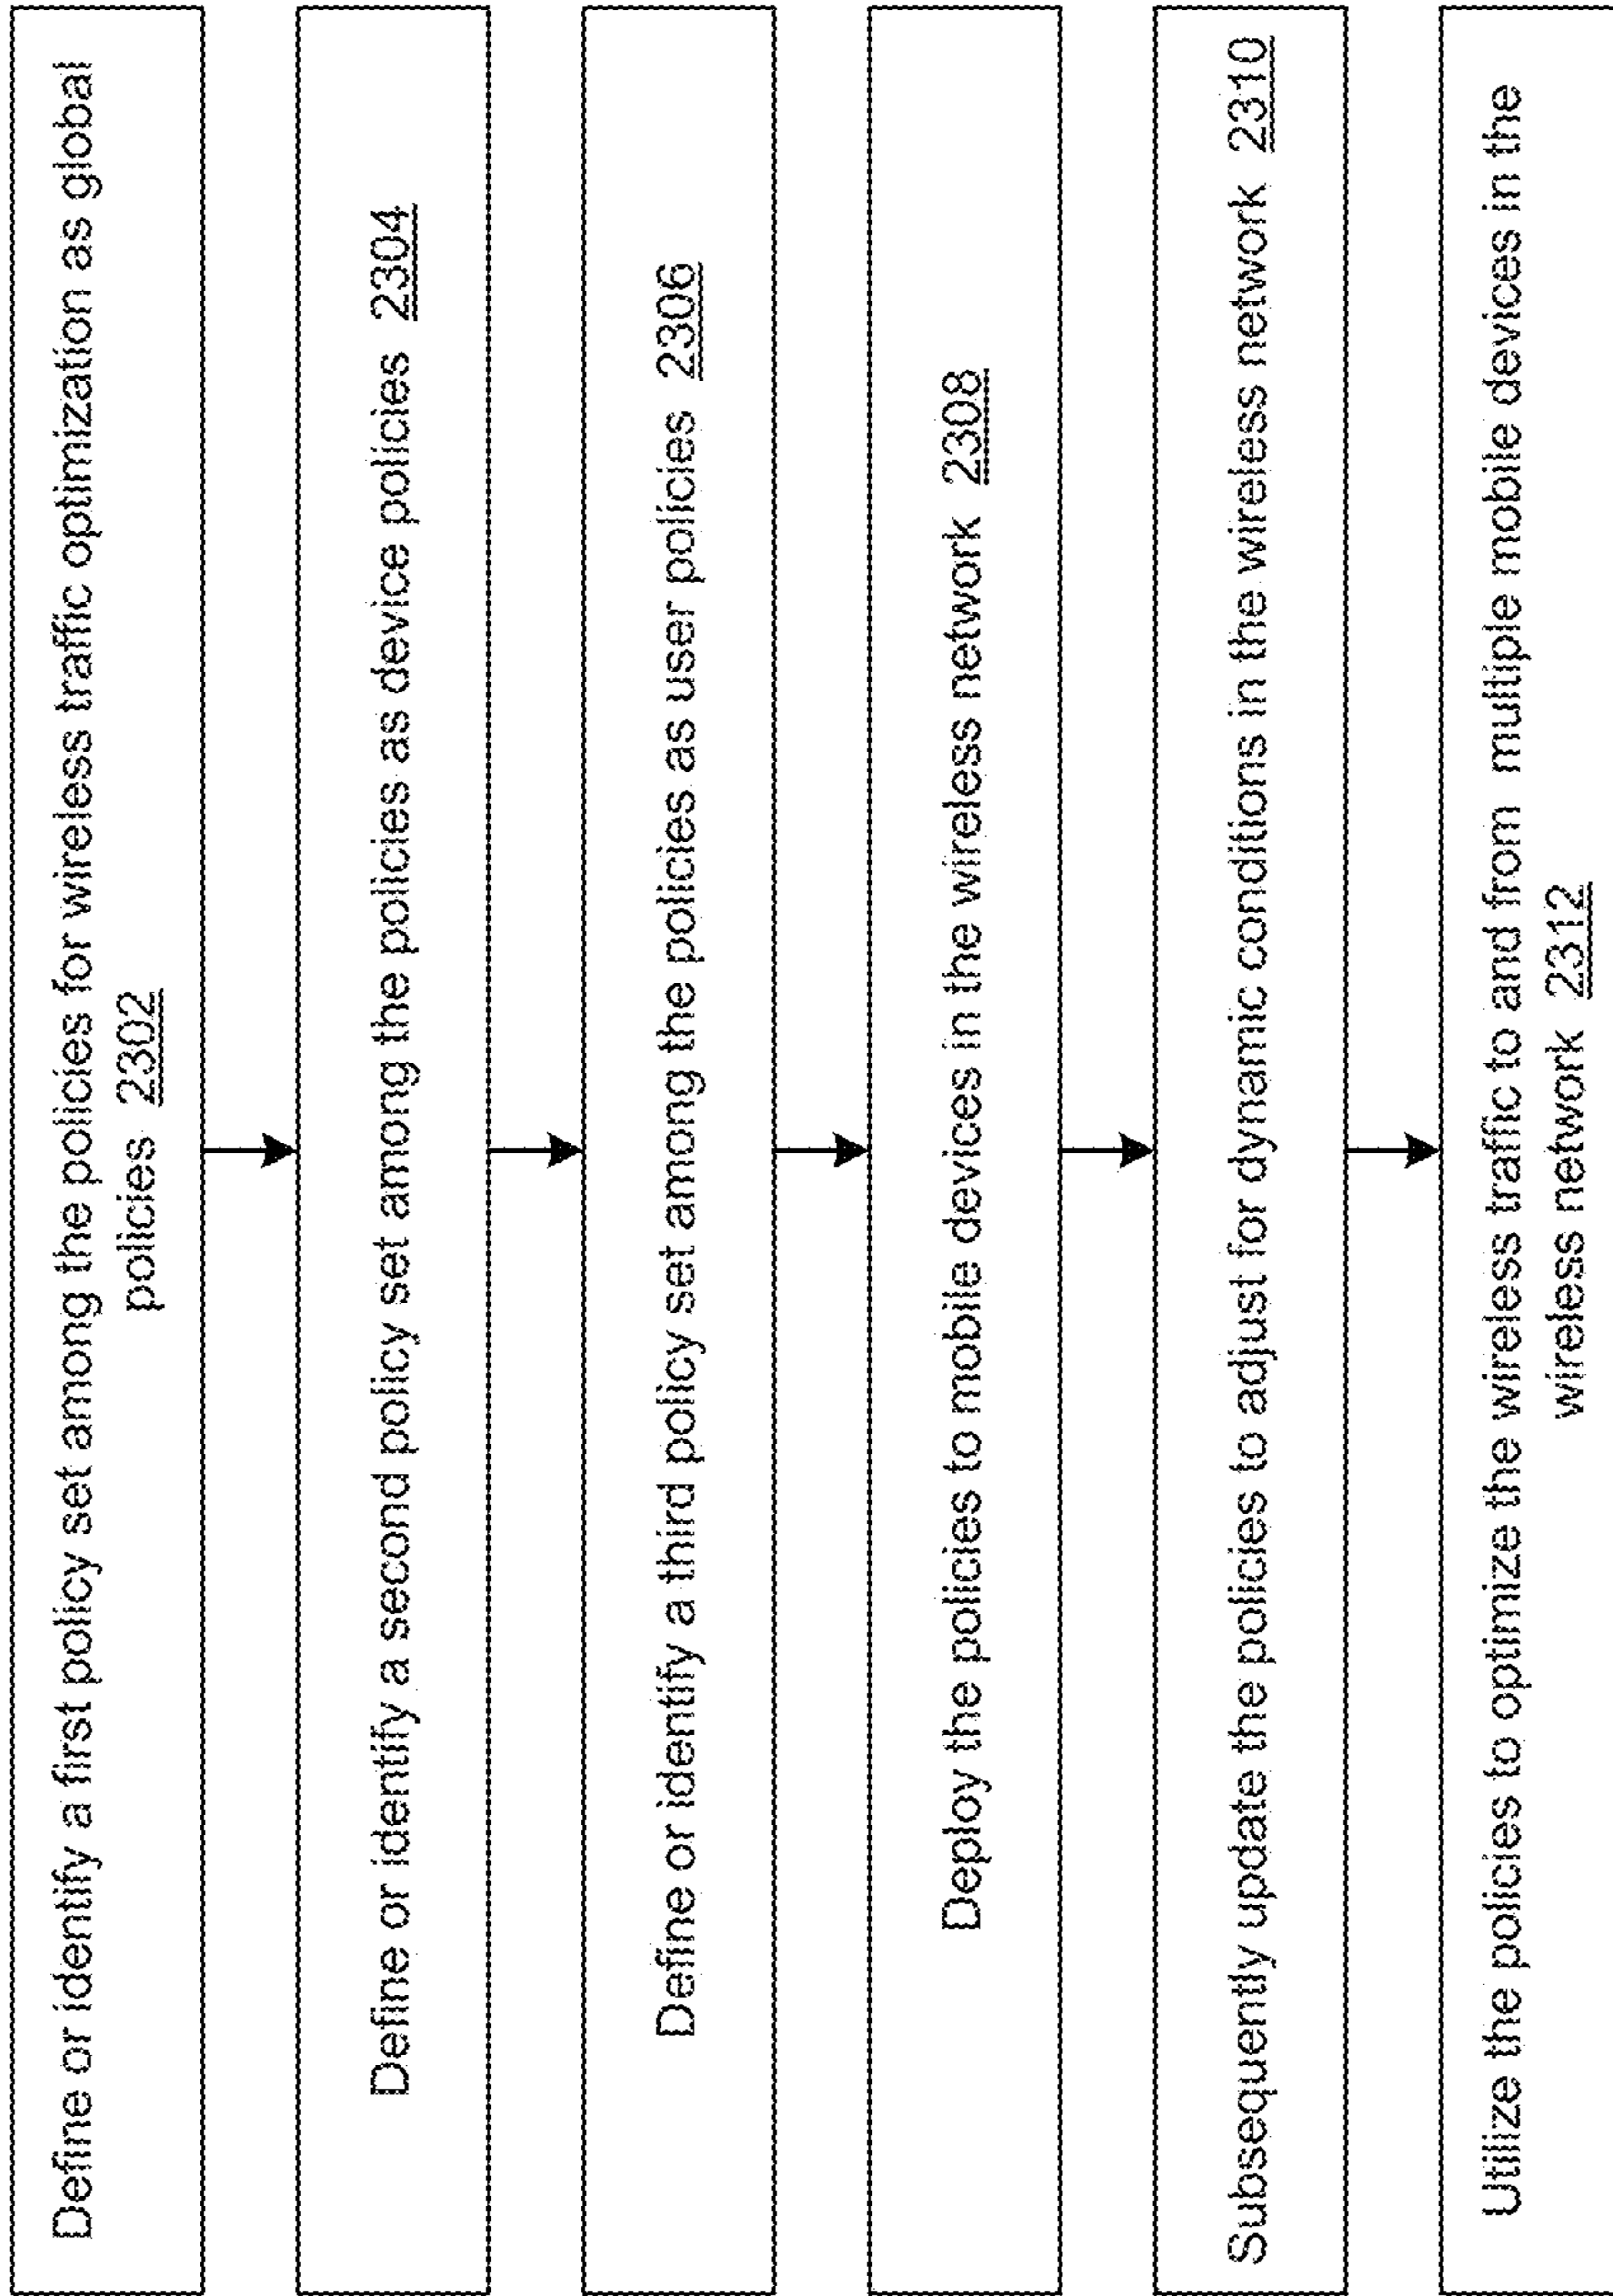 Define or identify a first policy set among the policies for wireless traffic optimization as global
policies 2302
Define or identify a second policy set among the policies as device policies 2304
Define or identify a third policy set among the policies as user policies 2306
Deploy the policies to mobile devices in the wireless network 2308
Subsequently update the policies to adjust for dynamic conditions in the wireless network 2310
Utilize the policies to optimize the wireless traffic to and from multiple mobile devices in the
wireless network 2312